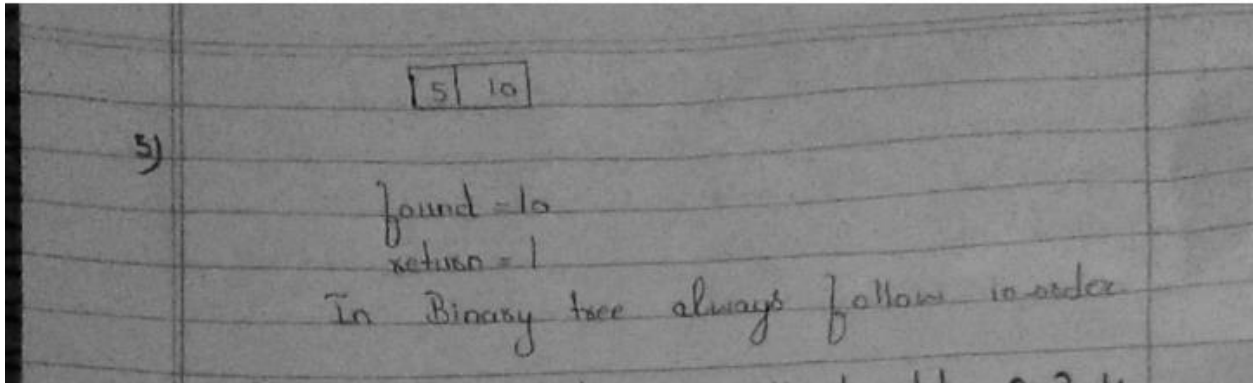 5 10
5)
found = 10
return = 1
In Binary tree always follow in-order